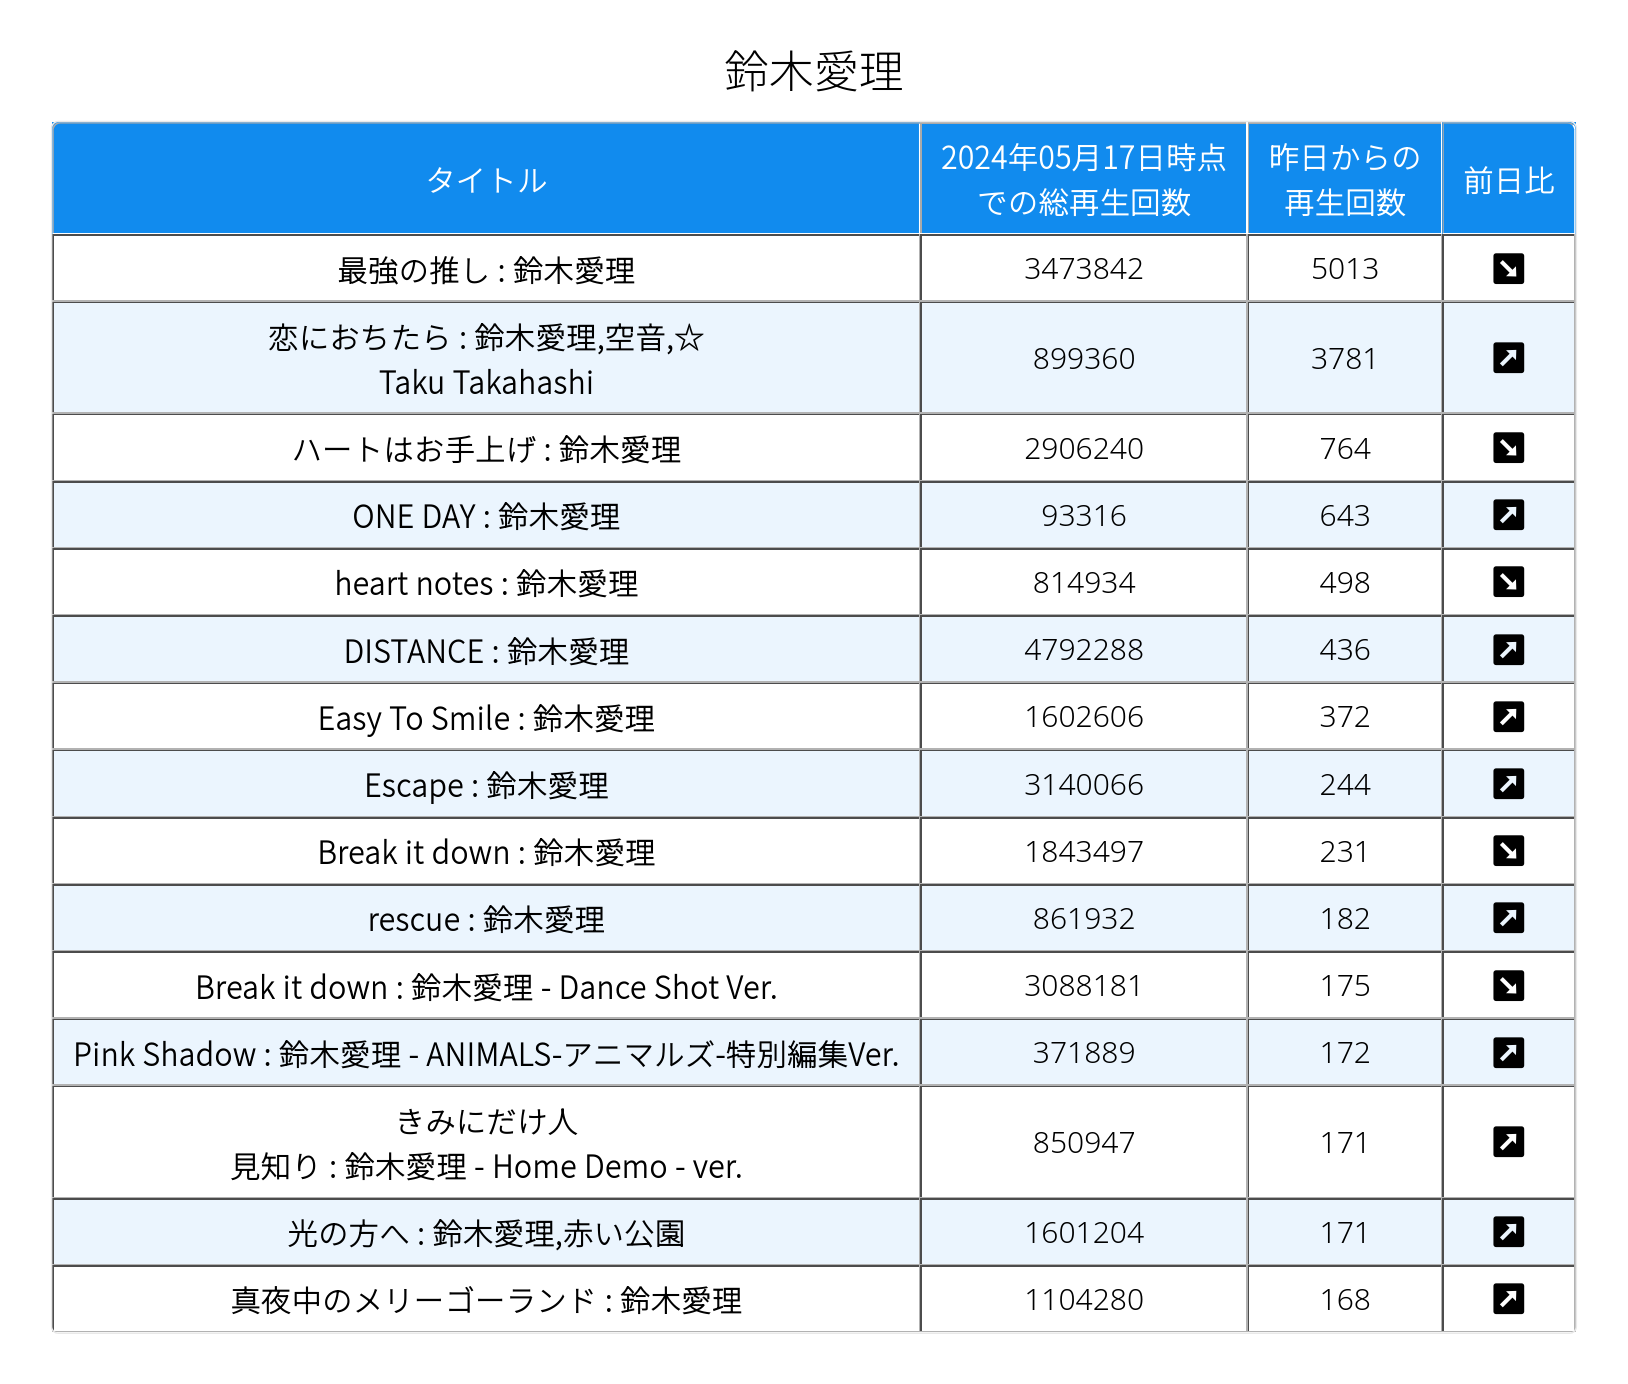 鈴木愛理
タイトル
2024年05月17日時点
での総再生回数
昨日からの
再生回数
前日比
最強の推し : 鈴木愛理 3473842 5013
恋におちたら : 鈴木愛理,空音,☆
Taku Takahashi
899360 3781
ハートはお手上げ : 鈴木愛理 2906240 764
ONE DAY : 鈴木愛理 93316 643
heart notes : 鈴木愛理 814934 498
DISTANCE : 鈴木愛理 4792288 436
Easy To Smile : 鈴木愛理 1602606 372
Escape : 鈴木愛理 3140066 244
Break it down : 鈴木愛理 1843497 231
rescue : 鈴木愛理 861932 182
Break it down : 鈴木愛理 - Dance Shot Ver. 3088181 175
Pink Shadow : 鈴木愛理 - ANIMALS-アニマルズ-特別編集Ver. 371889 172
きみにだけ人
見知り : 鈴木愛理 - Home Demo - ver.
850947 171
光の方へ : 鈴木愛理,赤い公園 1601204 171
真夜中のメリーゴーランド : 鈴木愛理 1104280 168